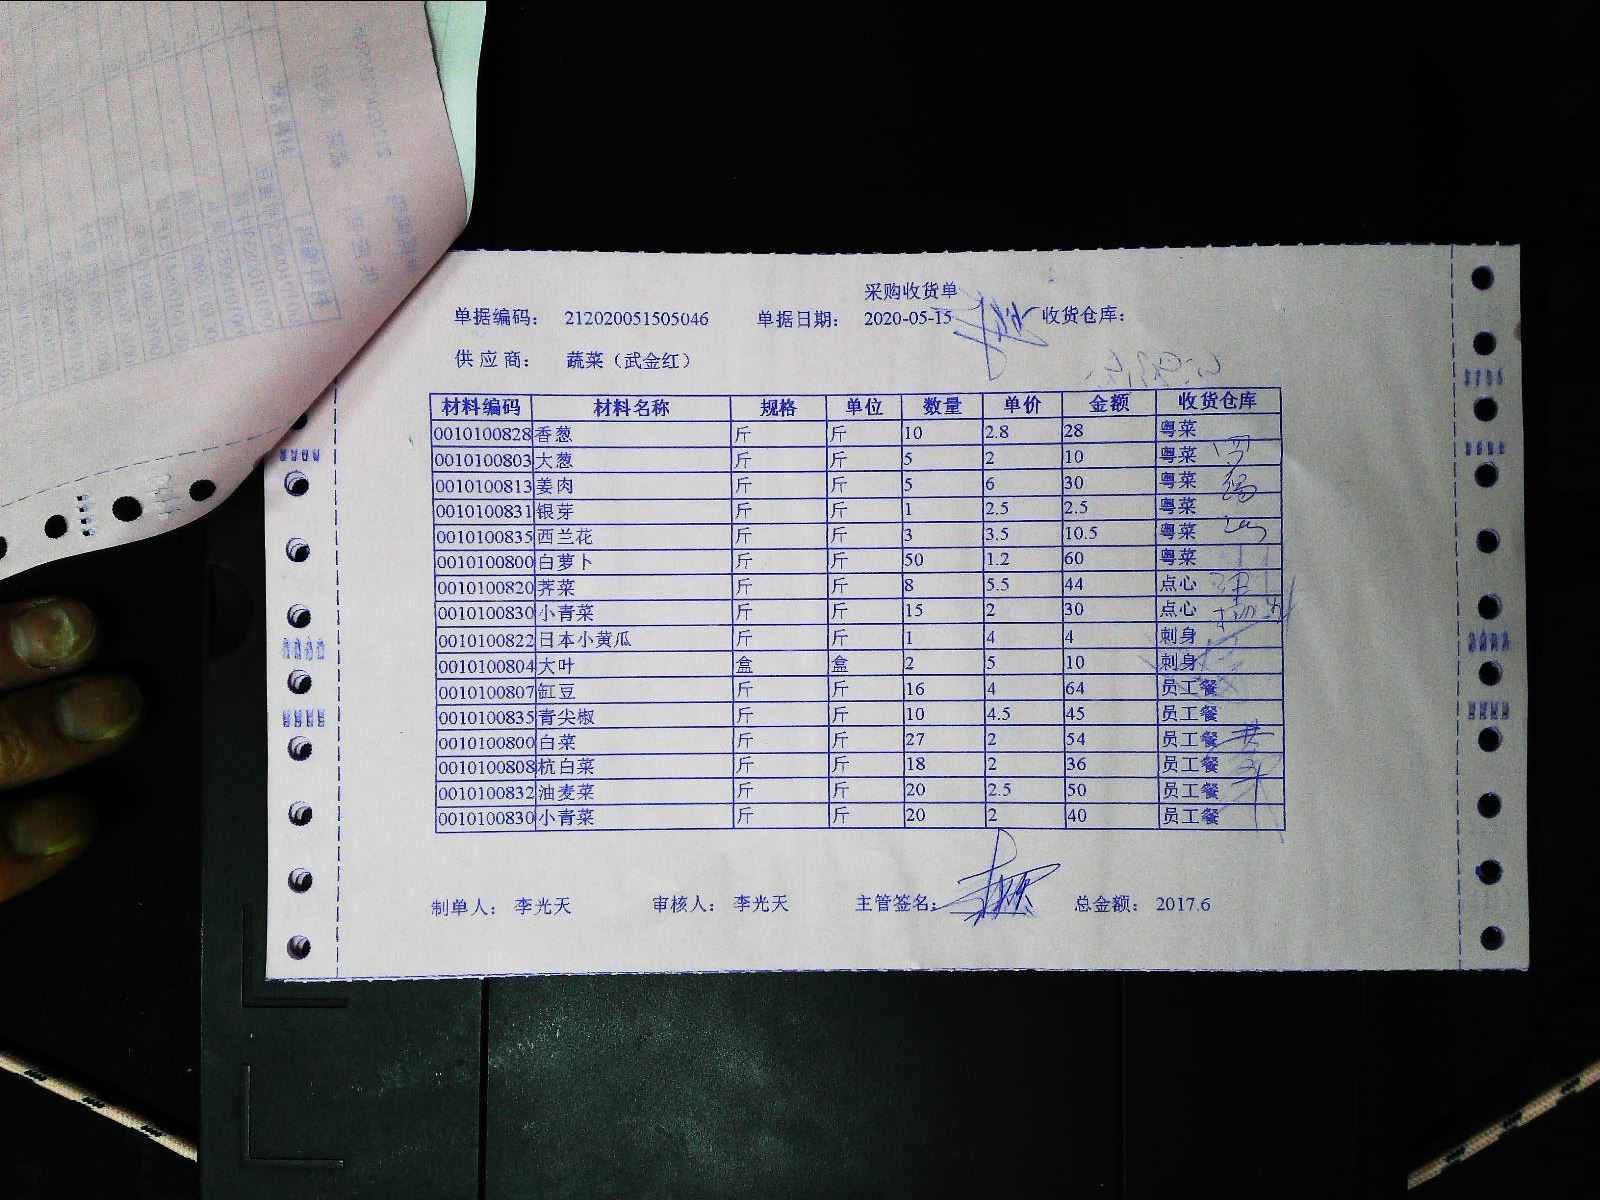 采购收货单
单据编码： 212020051505046 单据日期： 2020-05-15 收货仓库：
供应商： 蔬菜（武金红）
材料编码 材料名称 规格 单位 数量 单价 金额 收货仓库
0010100828 香葱 斤 斤 10 2.8 28 粤菜
0010100803 大葱 斤 斤 5 2 10 粤菜
0010100813 姜肉 斤 斤 5 6 30 粤菜
0010100831 银芽 斤 斤 1 2.5 2.5 粤菜
0010100835 西兰花 斤 斤 3 3.5 10.5 粤菜
0010100800 白萝卜 斤 斤 50 1.2 60 粤菜
0010100820 荠菜 斤 斤 8 5.5 44 点心
0010100830 小青菜 斤 斤 15 2 30 点心
0010100822 日本小黄瓜 斤 斤 1 4 4 刺身
0010100804 大叶 盒 盒 2 5 10 刺身
0010100807 缸豆 斤 斤 16 4 64 员工餐
0010100835 青尖椒 斤 斤 10 4.5 45 员工餐
0010100800 白菜 斤 斤 27 2 54 员工餐
0010100808 杭白菜 斤 斤 18 2 36 员工餐
0010100832 油麦菜 斤 斤 20 2.5 50 员工餐
0010100830 小青菜 斤 斤 20 2 40 员工餐
制单人： 李光天 审核人： 李光天 主管签名： 总金额： 2017.6